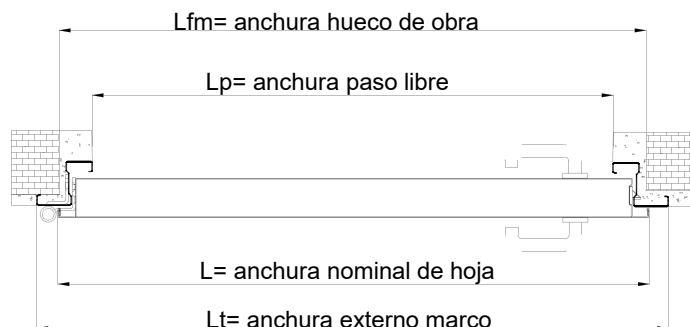 Lfm= anchura hueco de obra
Lp= anchura paso libre
L= anchura nominal de hoja
Lt= anchura externo marco